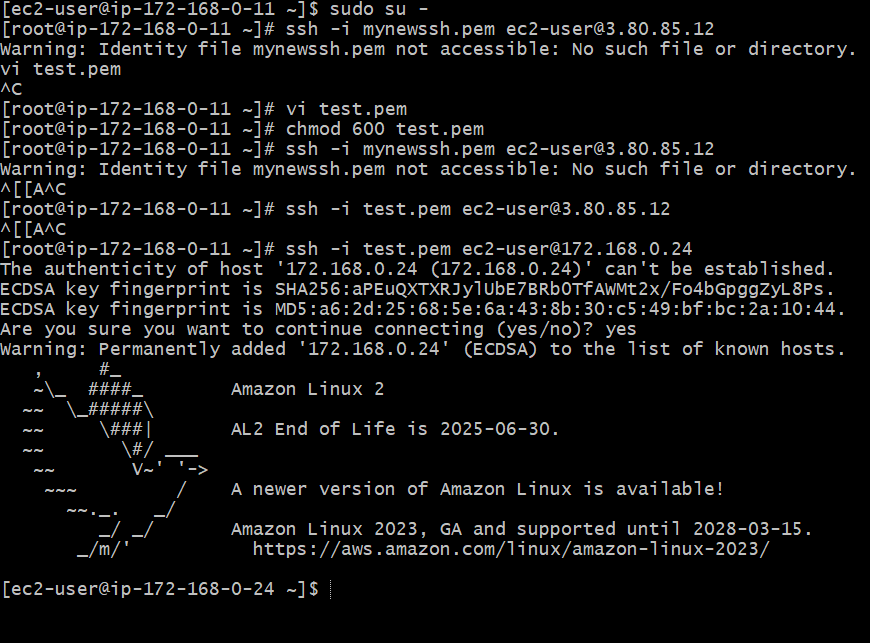 [ec2-user@ip-172-168-0-11 ~]$ sudo su -
[root@ip-172-168-0-11 ~]# ssh -i mynewssh.pem ec2-user@3.80.85.12
Warning: Identity file mynewssh.pem not accessible: No such file or directory.
vi test.pem
^C
[root@ip-172-168-0-11 ~]# vi test.pem
[root@ip-172-168-0-11 ~]# chmod 600 test.pem
[root@ip-172-168-0-11 ~]# ssh -i mynewssh.pem ec2-user@3.80.85.12
Warning: Identity file mynewssh.pem not accessible: No such file or directory.
^[[A^C
[root@ip-172-168-0-11 ~]# ssh -i test.pem ec2-user@3.80.85.12
^[[A^C
[root@ip-172-168-0-11 ~]# ssh -i test.pem ec2-user@172.168.0.24
The authenticity of host '172.168.0.24 (172.168.0.24)' can't be established.
ECDSA key fingerprint is SHA256:aPEuQXTXRJylUbE7BRb0TfAWMt2x/Fo4bGpggZyL8Ps.
ECDSA key fingerprint is MD5:a6:2d:25:68:5e:6a:43:8b:30:c5:49:bf:bc:2a:10:44.
Are you sure you want to continue connecting (yes/no)? yes
Warning: Permanently added '172.168.0.24' (ECDSA) to the list of known hosts.
   ,     #_
   ~\_  ####_        Amazon Linux 2
  ~~  \_#####\
  ~~     \###|       AL2 End of Life is 2025-06-30.
  ~~       \#/ ___
   ~~       V~' '->
    ~~~         /    A newer version of Amazon Linux is available!
      ~~._.   _/
         _/ _/       Amazon Linux 2023, GA and supported until 2028-03-15.
       _/m/'           https://aws.amazon.com/linux/amazon-linux-2023/
[ec2-user@ip-172-168-0-24 ~]$